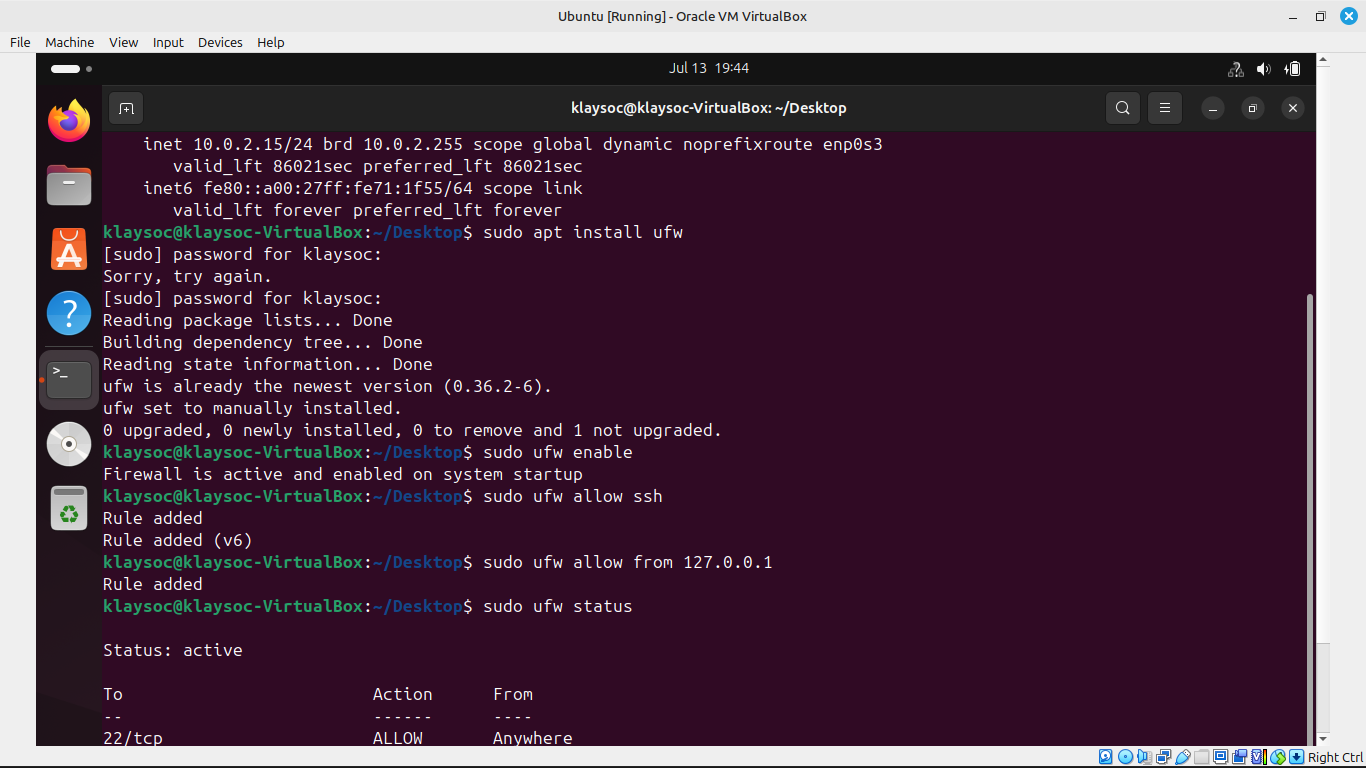 Ubuntu [Running] - Oracle VM VirtualBox
File Machine View Input Devices Help
Jul 13 19:44
klaysoc@klaysoc-VirtualBox: ~/Desktop
inet 10.0.2.15/24 brd 10.0.2.255 scope global dynamic noprefixroute enp0s3
valid_lft 86021sec preferred_lft 86021sec
inet6 fe80::a00:27ff:fe71:1f55/64 scope link
valid_lft forever preferred_lft forever
klaysoc@klaysoc-VirtualBox:~/Desktop$ sudo apt install ufw
[sudo] password for klaysoc:
Sorry, try again.
[sudo] password for klaysoc:
Reading package lists... Done
Building dependency tree... Done
Reading state information... Done
ufw is already the newest version (0.36.2-6).
ufw set to manually installed.
0 upgraded, 0 newly installed, 0 to remove and 1 not upgraded.
klaysoc@klaysoc-VirtualBox:~/Desktop$ sudo ufw enable
Firewall is active and enabled on system startup
klaysoc@klaysoc-VirtualBox:~/Desktop$ sudo ufw allow ssh
Rule added
Rule added (v6)
klaysoc@klaysoc-VirtualBox:~/Desktop$ sudo ufw allow from 127.0.0.1
Rule added
klaysoc@klaysoc-VirtualBox:~/Desktop$ sudo ufw status
Status: active
To Action From
-- ------ ----
22/tcp ALLOW Anywhere
Right Ctrl